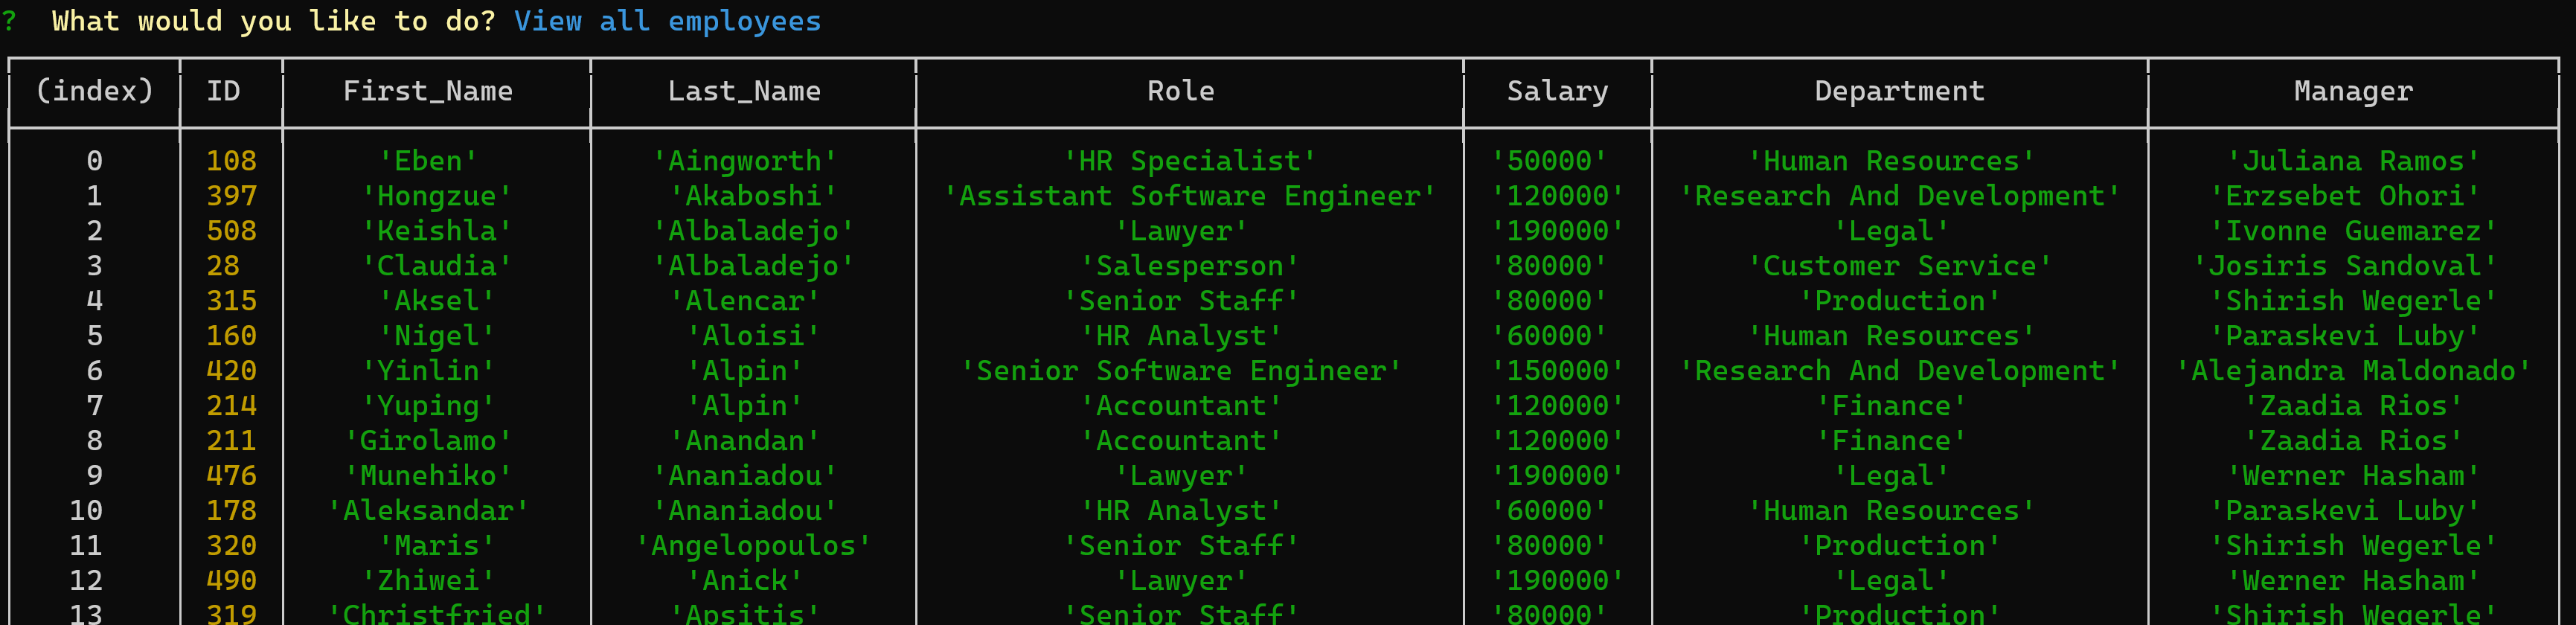 ? What would you like to do? View all employees
(index) ID First_Name Last_Name Role Salary Department Manager
0 108 'Eben' 'Aingworth' 'HR Specialist' '50000' 'Human Resources' 'Juliana Ramos'
1 397 'Hongzue' 'Akaboshi' 'Assistant Software Engineer' '120000' 'Research And Development' 'Erzsebet Ohori'
2 508 'Keishla' 'Albaladejo' 'Lawyer' '190000' 'Legal' 'Ivonne Guemarez'
3 28 'Claudia' 'Albaladejo' 'Salesperson' '80000' 'Customer Service' 'Josiris Sandoval'
4 315 'Aksel' 'Alencar' 'Senior Staff' '80000' 'Production' 'Shirish Wegerle'
5 160 'Nigel' 'Aloisi' 'HR Analyst' '60000' 'Human Resources' 'Paraskevi Luby'
6 420 'Yinlin' 'Alpin' 'Senior Software Engineer' '150000' 'Research And Development' 'Alejandra Maldonado'
7 214 'Yuping' 'Alpin' 'Accountant' '120000' 'Finance' 'Zaadia Rios'
8 211 'Girolamo' 'Anandan' 'Accountant' '120000' 'Finance' 'Zaadia Rios'
9 476 'Munehiko' 'Ananiadou' 'Lawyer' '190000' 'Legal' 'Werner Hasham'
10 178 'Aleksandar' 'Ananiadou' 'HR Analyst' '60000' 'Human Resources' 'Paraskevi Luby'
11 320 'Maris' 'Angelopoulos' 'Senior Staff' '80000' 'Production' 'Shirish Wegerle'
12 490 'Zhiwei' 'Anick' 'Lawyer' '190000' 'Legal' 'Werner Hasham'
13 319 'Christfried' 'Apsitis' 'Senior Staff' '80000' 'Production' 'Shirish Wegerle'